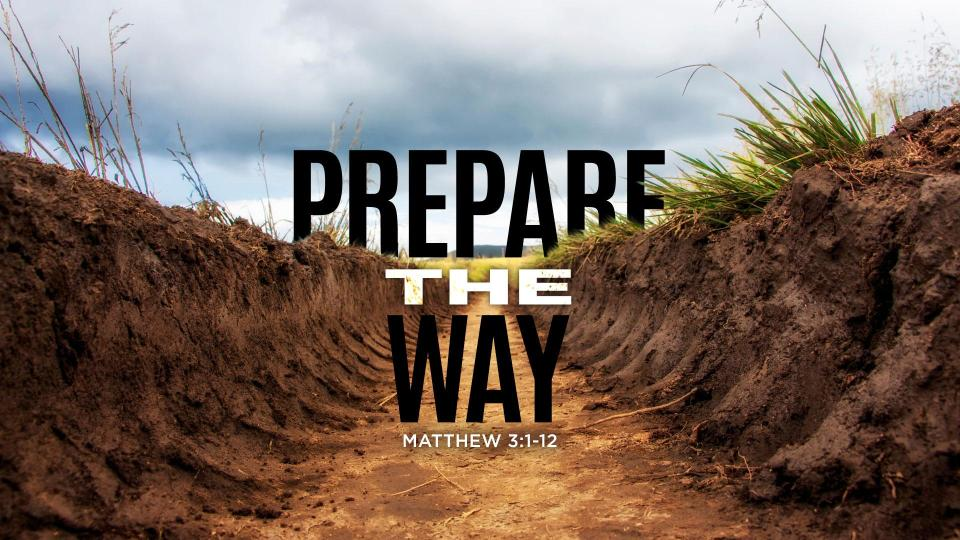 PREPARE
THE
WAY
MATTHEW 3:1-12